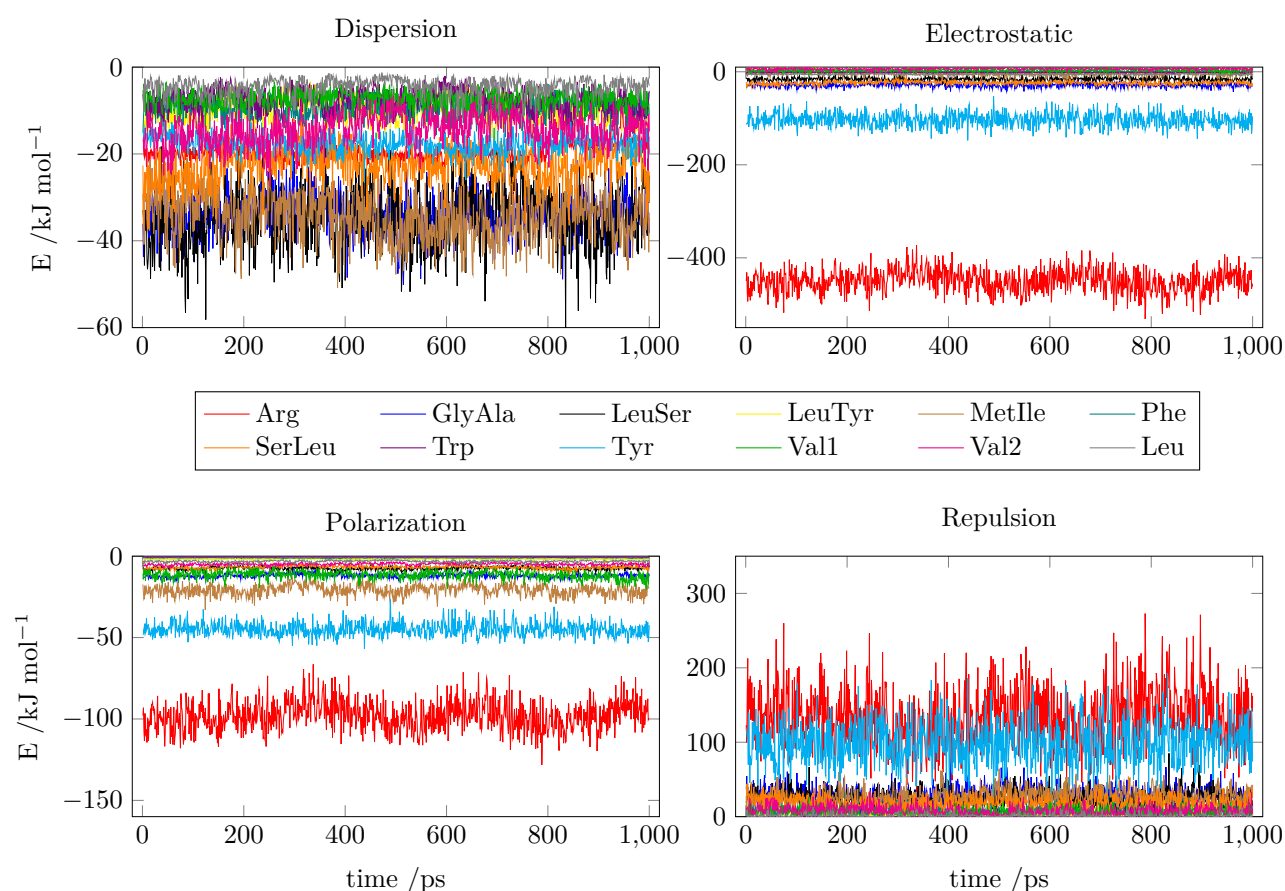 Dispersion
Electrostatic
0
−20
−40
−60
E /kJ mol⁻¹
0 200 400 600 800 1,000
0
−200
−400
0 200 400 600 800 1,000
Arg GlyAla LeuSer LeuTyr MetIle Phe
SerLeu Trp Tyr Val1 Val2 Leu
Polarization
Repulsion
0
−50
−100
−150
E /kJ mol⁻¹
0 200 400 600 800 1,000
time /ps
300
200
100
0
0 200 400 600 800 1,000
time /ps